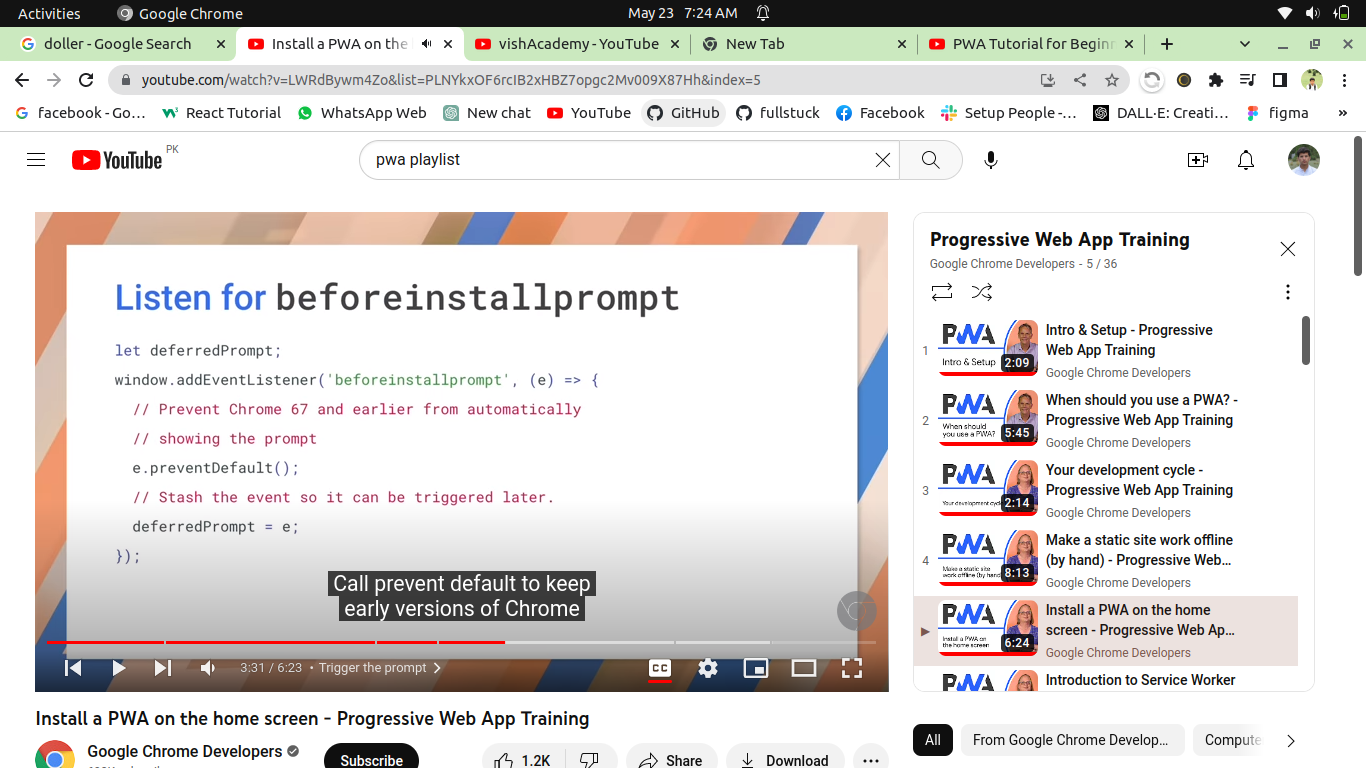 Activities
Google Chrome
May 23 7:24 AM
doller - Google Search
Install a PWA on the
vishAcademy - YouTube
New Tab
PWA Tutorial for Beginn
youtube.com/watch?v=LWRdBywm4Zo&list=PLNYkxOF6rcIB2xHBZ7opgc2Mv009X87Hh&index=5
facebook - Go…
React Tutorial
WhatsApp Web
New chat
YouTube
GitHub
fullstuck
Facebook
Setup People -…
DALL·E: Creati…
figma
»
YouTube PK
pwa playlist
Listen for beforeinstallprompt
let deferredPrompt;
window.addEventListener('beforeinstallprompt', (e) => {
// Prevent Chrome 67 and earlier from automatically
// showing the prompt
e.preventDefault();
// Stash the event so it can be triggered later.
deferredPrompt = e;
});
Call prevent default to keep
early versions of Chrome
3:31 / 6:23 • Trigger the prompt
CC
Install a PWA on the home screen - Progressive Web App Training
Google Chrome Developers
Subscribe
1.2K
Share
Download
Progressive Web App Training
Google Chrome Developers - 5 / 36
1
PWA
Intro & Setup
2:09
Intro & Setup - Progressive
Web App Training
Google Chrome Developers
2
PWA
When should
you use a PWA?
5:45
When should you use a PWA? -
Progressive Web App Training
Google Chrome Developers
3
PWA
Your development cycle
2:14
Your development cycle -
Progressive Web App Training
Google Chrome Developers
4
PWA
Make a static site
work offline (by hand)
8:13
Make a static site work offline
(by hand) - Progressive Web…
Google Chrome Developers
PWA
Install a PWA on
the home screen
6:24
Install a PWA on the home
screen - Progressive Web Ap…
Google Chrome Developers
PWA
Introduction to Service Worker
All
From Google Chrome Develop…
Compute